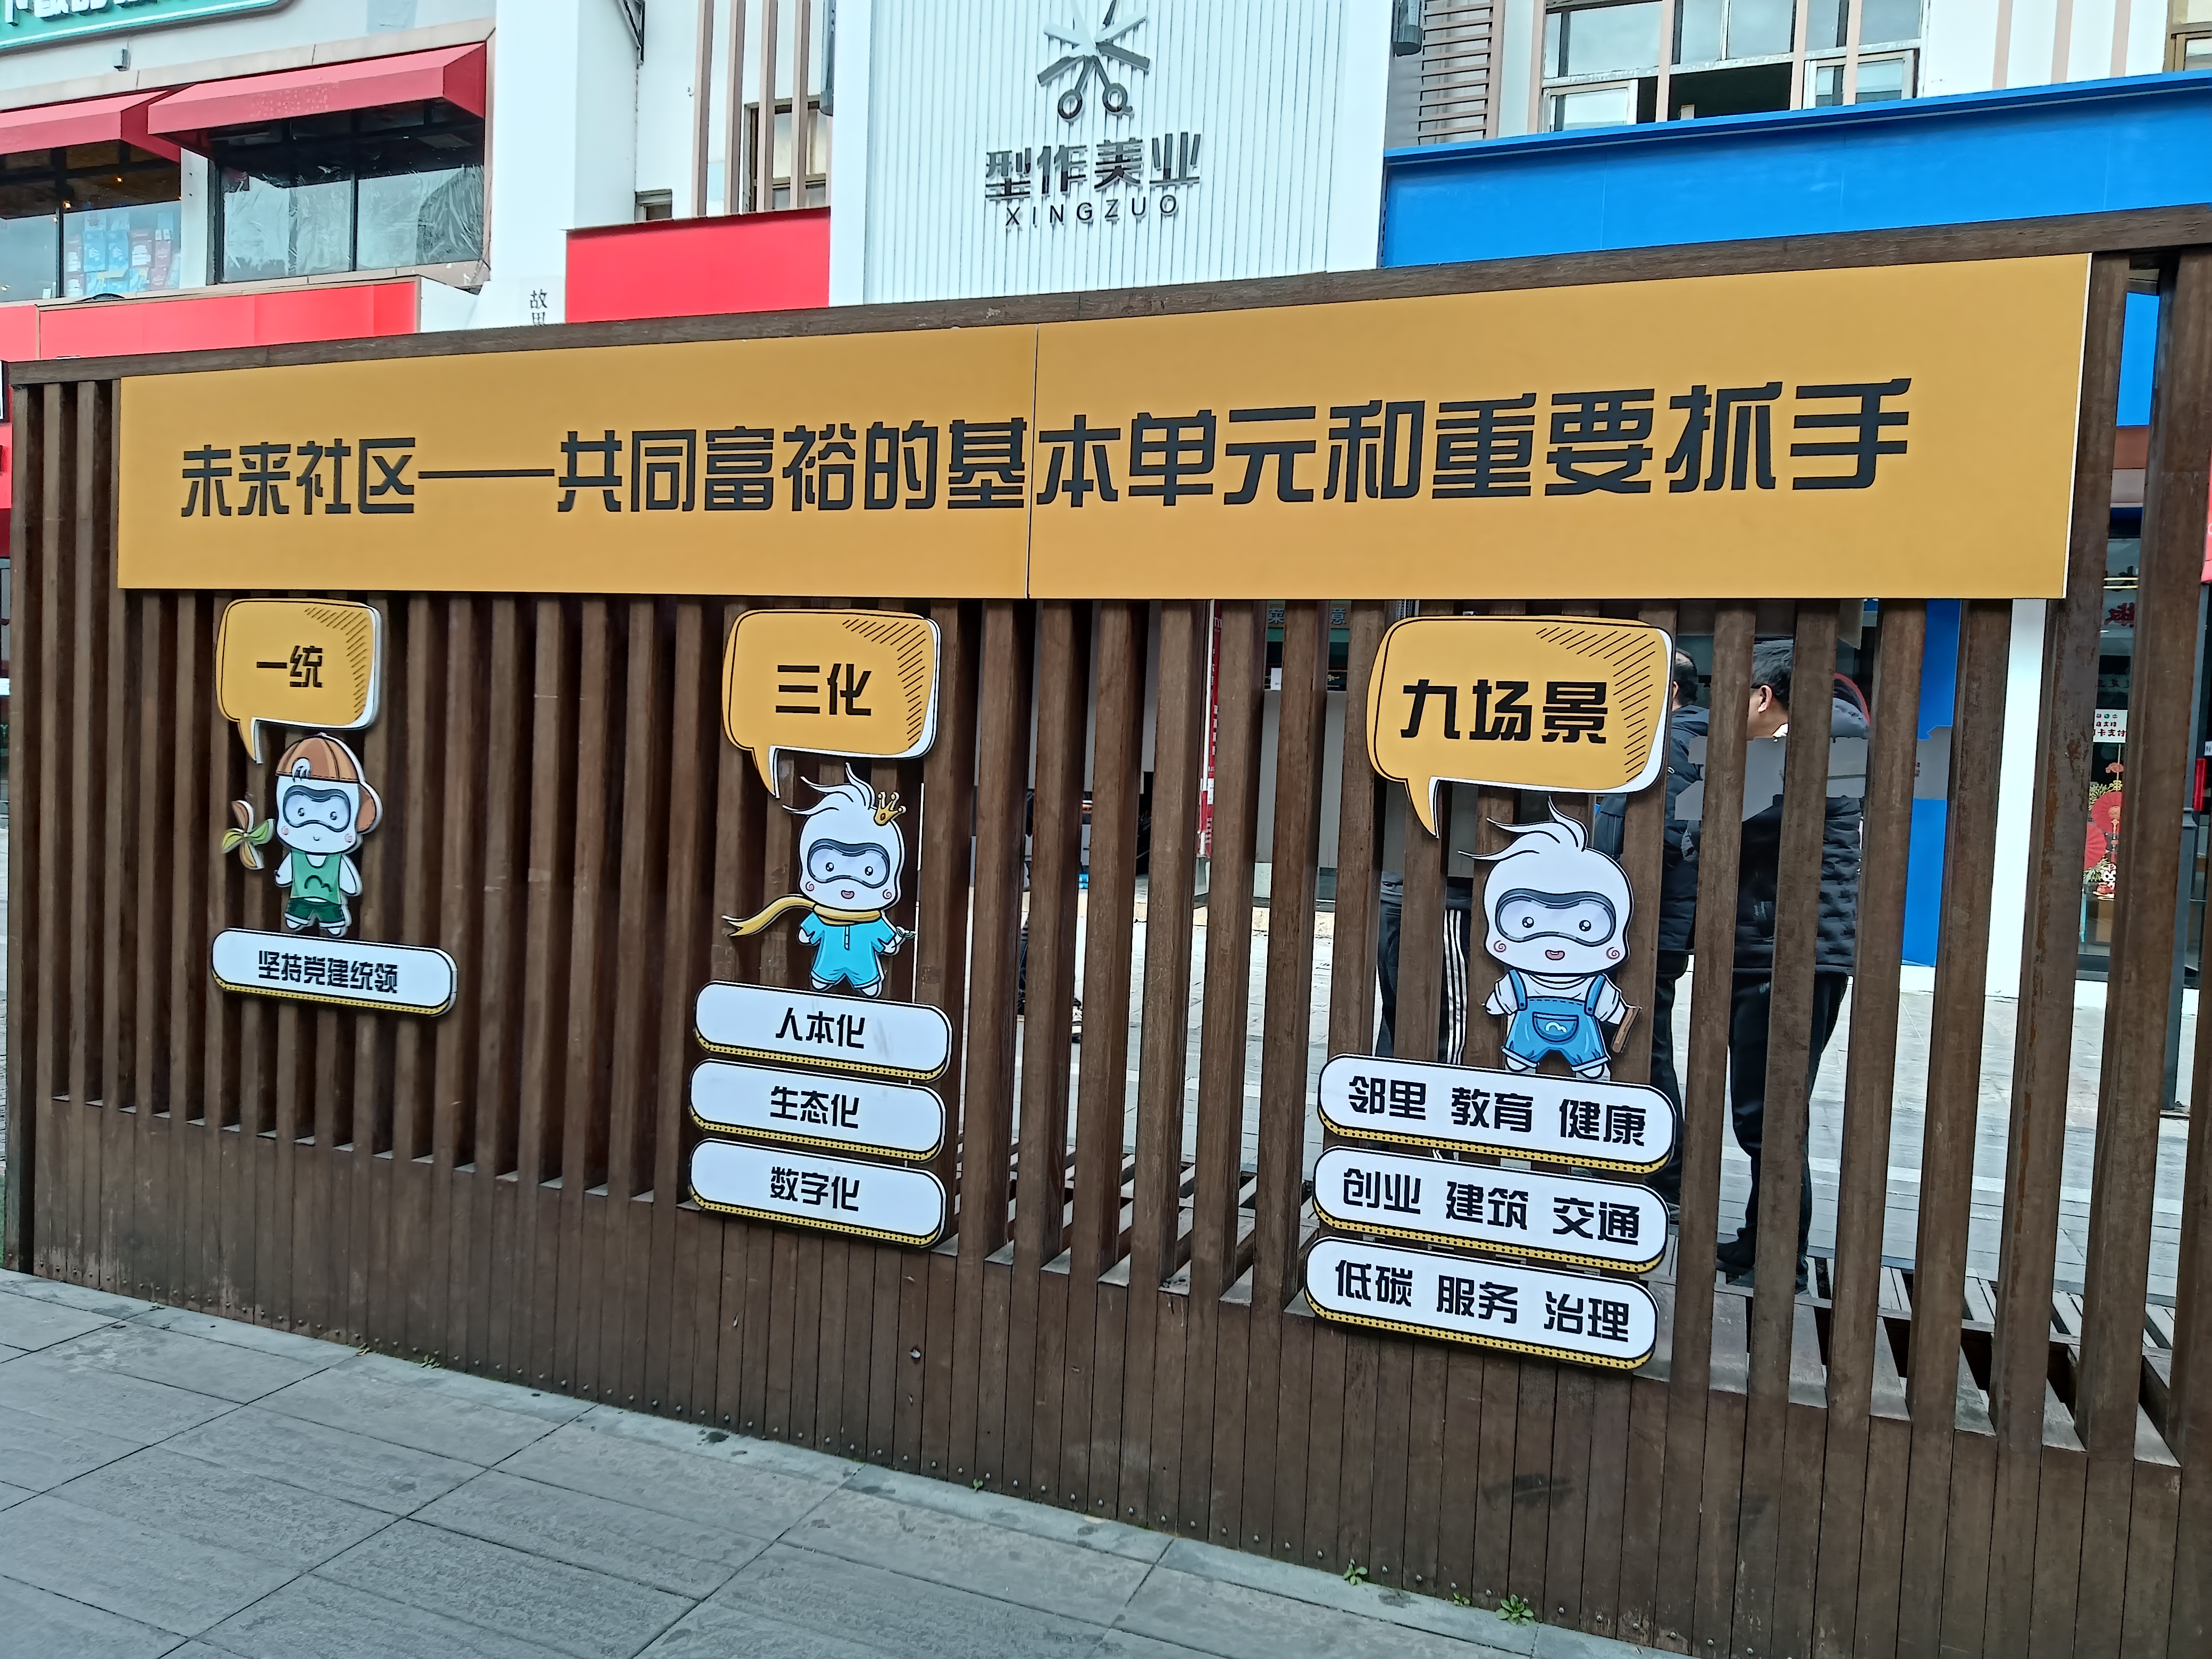 型作美业
XINGZUO
未来社区——共同富裕的基本单元和重要抓手
一统
三化
九场景
坚持党建统领
人本化
生态化
数字化
邻里 教育 健康
创业 建筑 交通
低碳 服务 治理